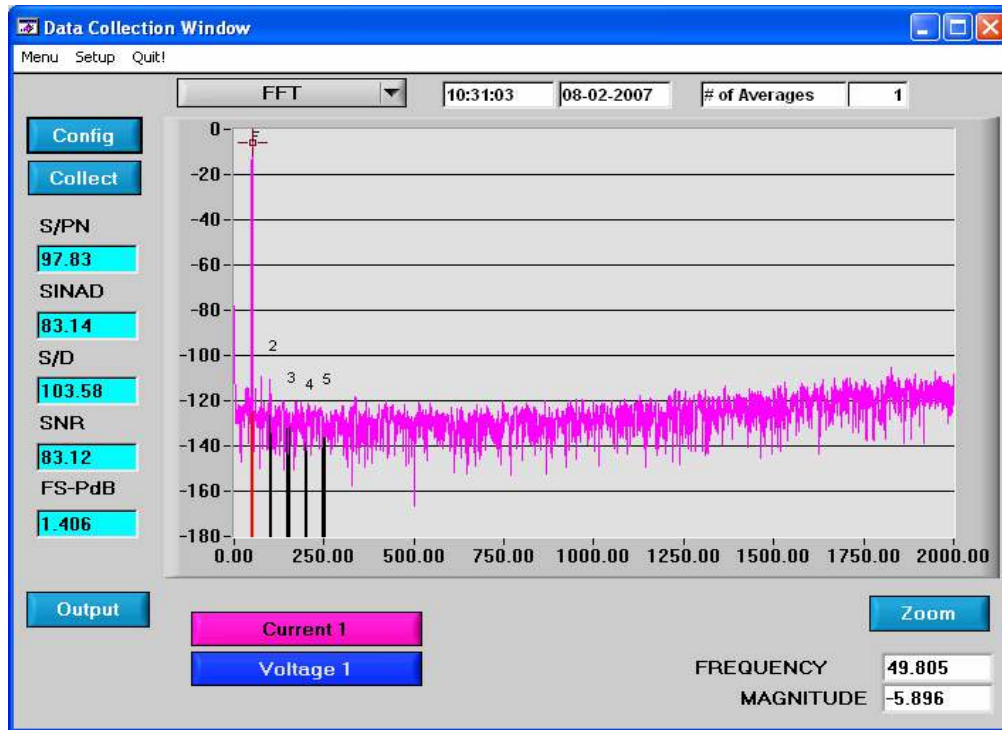 Data Collection Window
Menu Setup Quit!
FFT 10:31:03 08-02-2007 # of Averages 1
Config
Collect
S/PN
97.83
SINAD
83.14
S/D
103.58
SNR
83.12
FS-PdB
1.406
Output
0
-20
-40
-60
-80
-100
-120
-140
-160
-180
F
2
3 4 5
0.00 250.00 500.00 750.00 1000.00 1250.00 1500.00 1750.00 2000.00
Current 1
Voltage 1
Zoom
FREQUENCY 49.805
MAGNITUDE -5.896